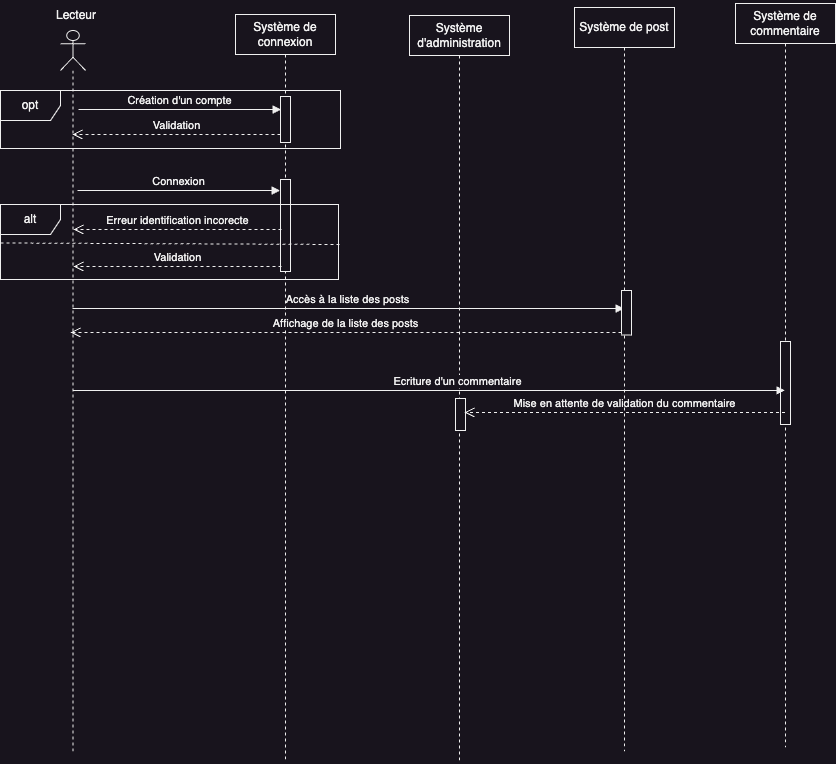 Lecteur
Système de
connexion
Système
d'administration
Système de post
Système de
commentaire
opt
Création d'un compte
Validation
Connexion
alt
Erreur identification incorecte
Validation
Accès à la liste des posts
Affichage de la liste des posts
Ecriture d'un commentaire
Mise en attente de validation du commentaire